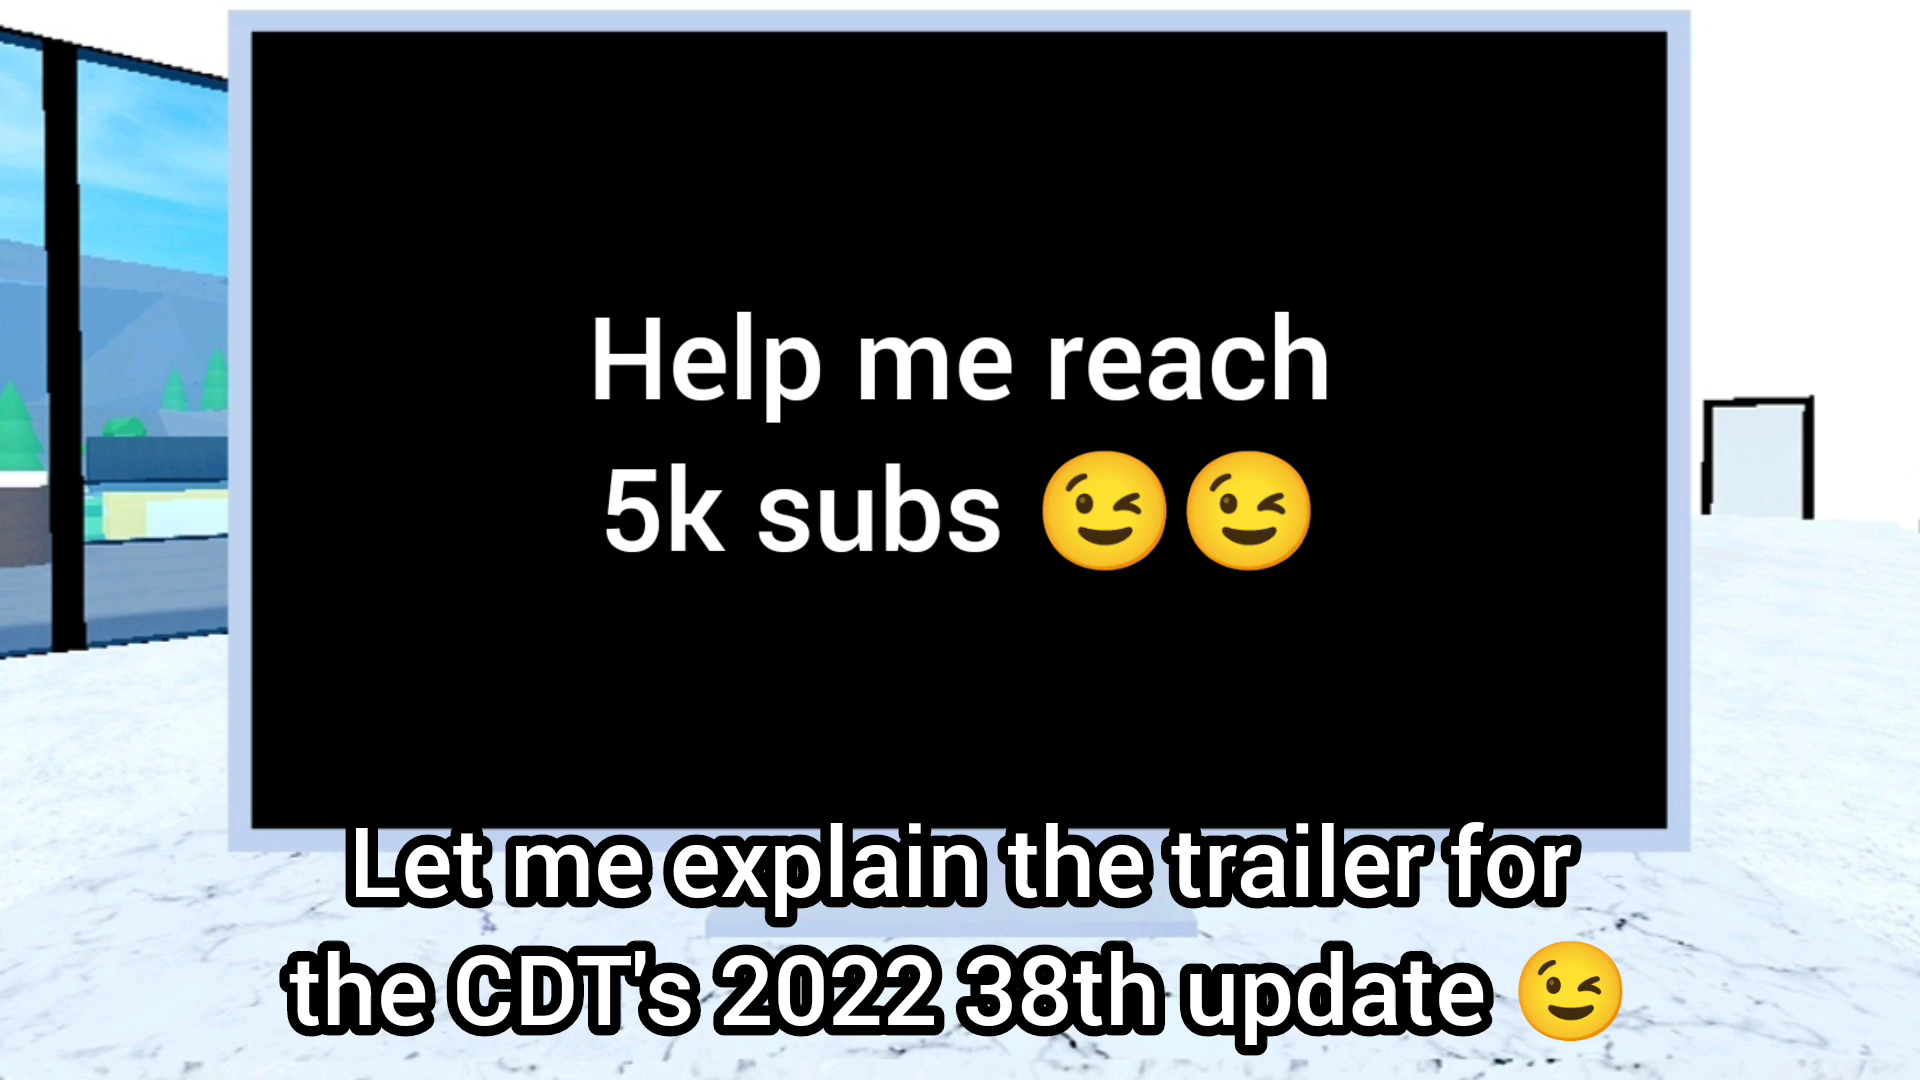 Help me reach
5k subs 😉😉
Let me explain the trailer for
the CDT's 2022 38th update 😉